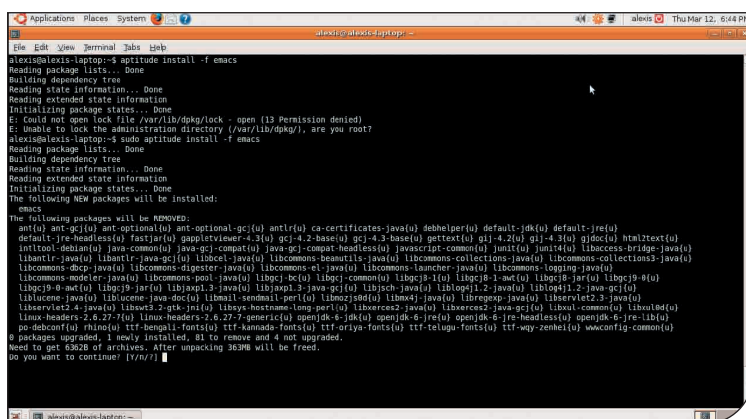 Applications Places System alexis Thu Mar 12, 6:44 PM
alexis@alexis-laptop: ~
File Edit View Terminal Tabs Help
alexis@alexis-laptop:~$ aptitude install -f emacs
Reading package lists... Done
Building dependency tree
Reading state information... Done
Reading extended state information
Initializing package states... Done
E: Could not open lock file /var/lib/dpkg/lock - open (13 Permission denied)
E: Unable to lock the administration directory (/var/lib/dpkg/), are you root?
alexis@alexis-laptop:~$ sudo aptitude install -f emacs
Reading package lists... Done
Building dependency tree
Reading state information... Done
Reading extended state information
Initializing package states... Done
The following NEW packages will be installed:
emacs
The following packages will be REMOVED:
ant{u} ant-gcj{u} ant-optional{u} ant-optional-gcj{u} antlr{u} ca-certificates-java{u} debhelper{u} default-jdk{u} default-jre{u}
default-jre-headless{u} fastjar{u} gappletviewer-4.3{u} gcj-4.2-base{u} gcj-4.3-base{u} gettext{u} gij-4.2{u} gij-4.3{u} gjdoc{u} html2text{u}
intltool-debian{u} java-common{u} java-gcj-compat{u} java-gcj-compat-headless{u} javascript-common{u} junit{u} junit4{u} libaccess-bridge-java{u}
libantlr-java{u} libantlr-java-gcj{u} libbcel-java{u} libcommons-beanutils-java{u} libcommons-collections-java{u} libcommons-collections3-java{u}
libcommons-dbcp-java{u} libcommons-digester-java{u} libcommons-el-java{u} libcommons-launcher-java{u} libcommons-logging-java{u}
libcommons-modeler-java{u} libcommons-pool-java{u} libgcj-bc{u} libgcj-common{u} libgcj8-1{u} libgcj8-1-awt{u} libgcj8-jar{u} libgcj9-0{u}
libgcj9-0-awt{u} libgcj9-jar{u} libjaxp1.3-java{u} libjaxp1.3-java-gcj{u} libjsch-java{u} liblog4j1.2-java{u} liblog4j1.2-java-gcj{u}
liblucene-java{u} liblucene-java-doc{u} libmail-sendmail-perl{u} libmozjs0d{u} libmx4j-java{u} libregexp-java{u} libservlet2.3-java{u}
libservlet2.4-java{u} libswt3.2-gtk-jni{u} libsys-hostname-long-perl{u} libxerces2-java{u} libxerces2-java-gcj{u} libxul-common{u} libxul0d{u}
linux-headers-2.6.27-7{u} linux-headers-2.6.27-7-generic{u} openjdk-6-jdk{u} openjdk-6-jre{u} openjdk-6-jre-headless{u} openjdk-6-jre-lib{u}
po-debconf{u} rhino{u} ttf-bengali-fonts{u} ttf-kannada-fonts{u} ttf-oriya-fonts{u} ttf-telugu-fonts{u} ttf-wqy-zenhei{u} wwwconfig-common{u}
0 packages upgraded, 1 newly installed, 81 to remove and 4 not upgraded.
Need to get 6362B of archives. After unpacking 363MB will be freed.
Do you want to continue? [Y/n/?]
alexis@alexis-laptop: ~